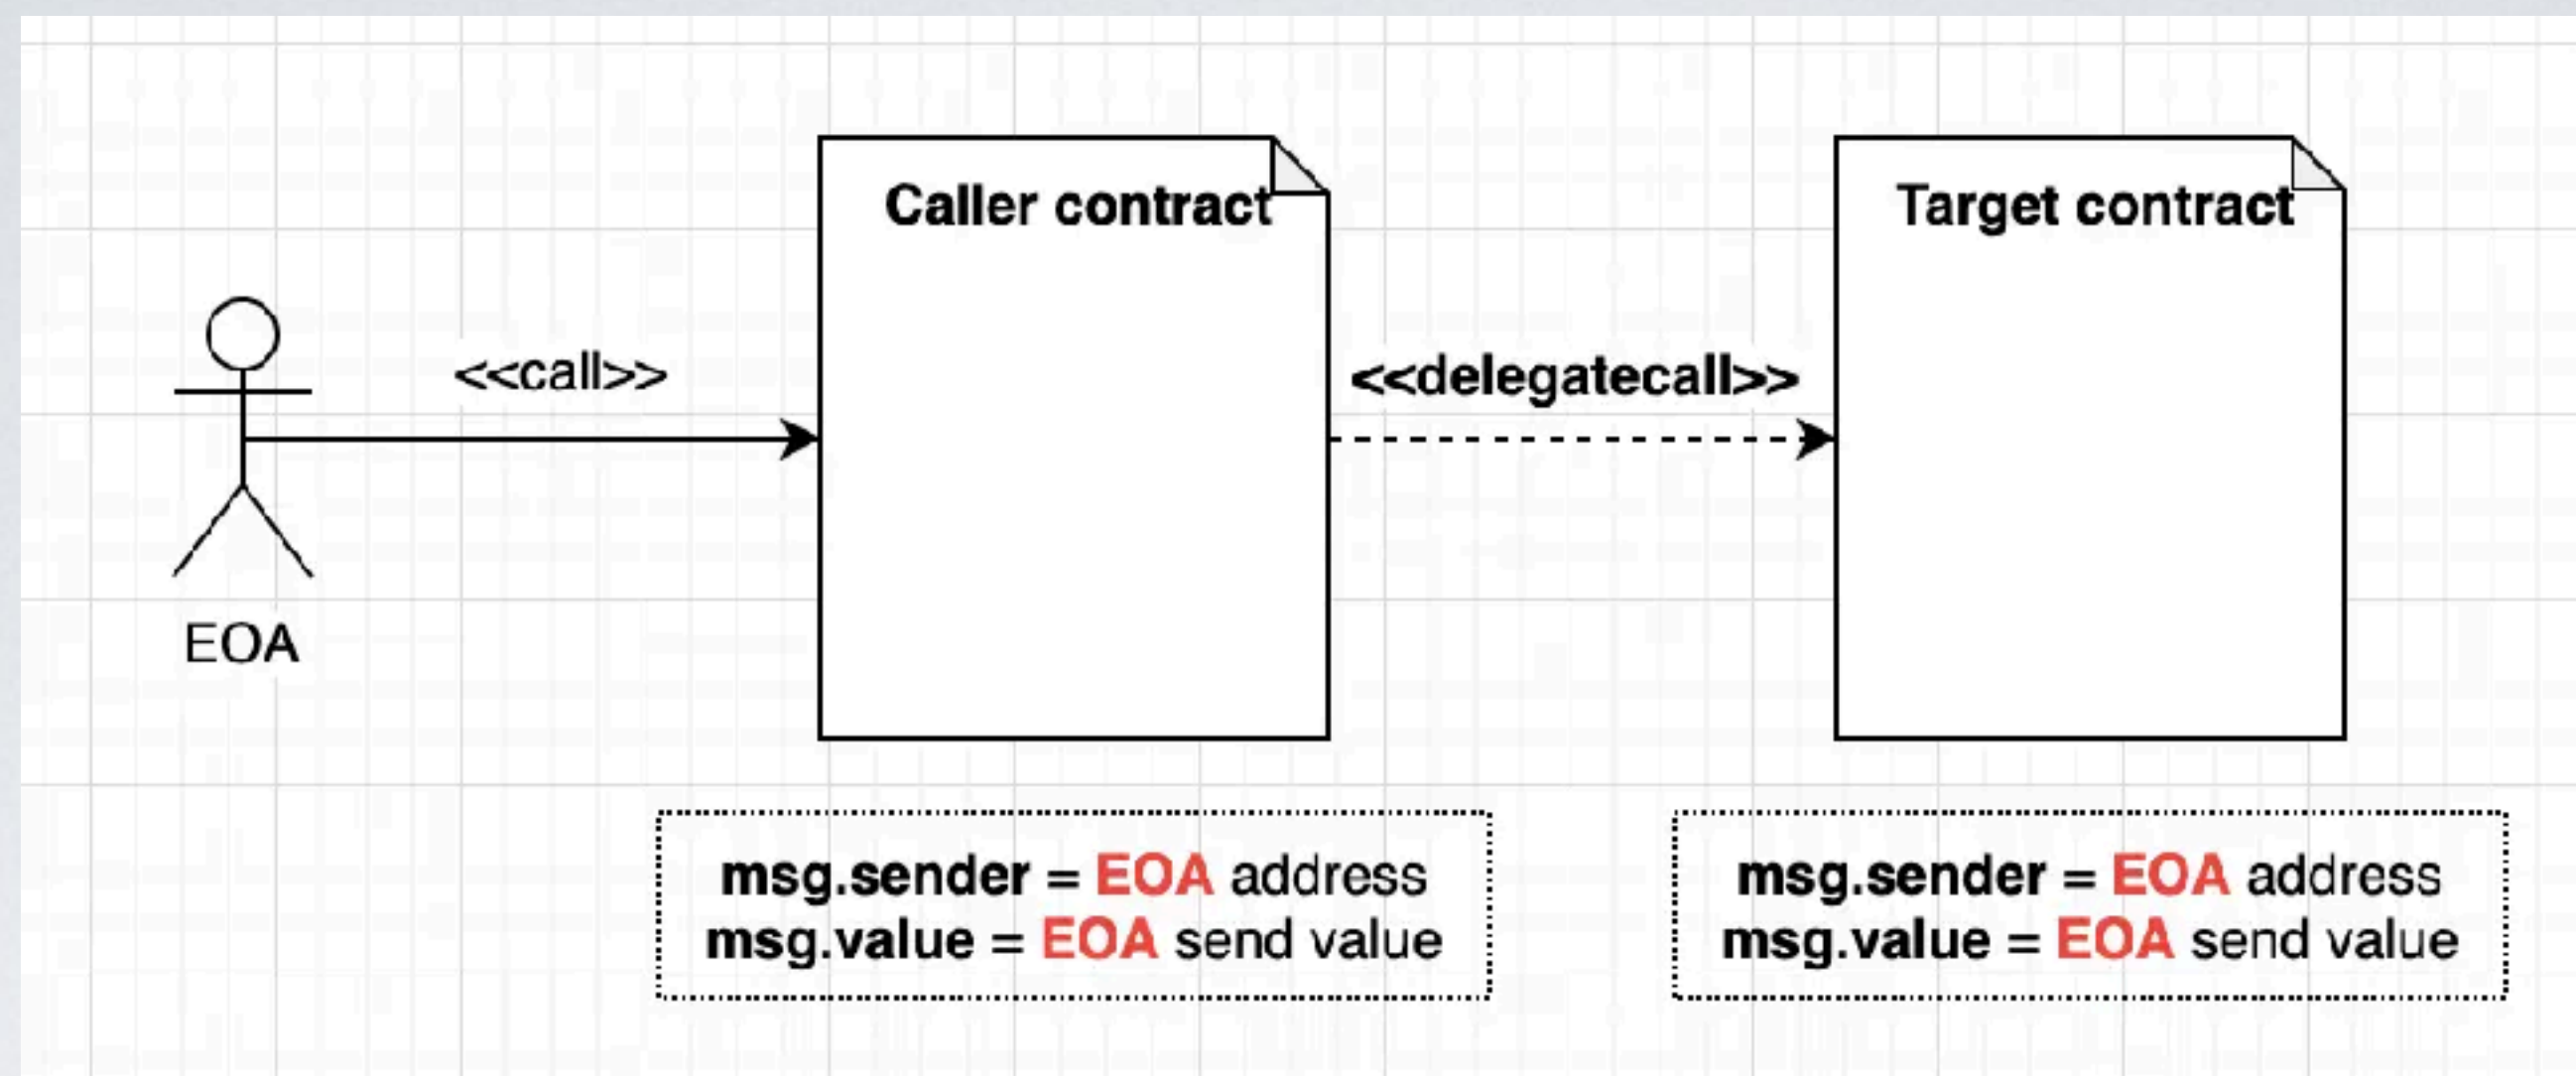 Caller contract
Target contract
<<call>>
<<delegatecall>>
EOA
msg.sender = EOA address
msg.value = EOA send value
msg.sender = EOA address
msg.value = EOA send value